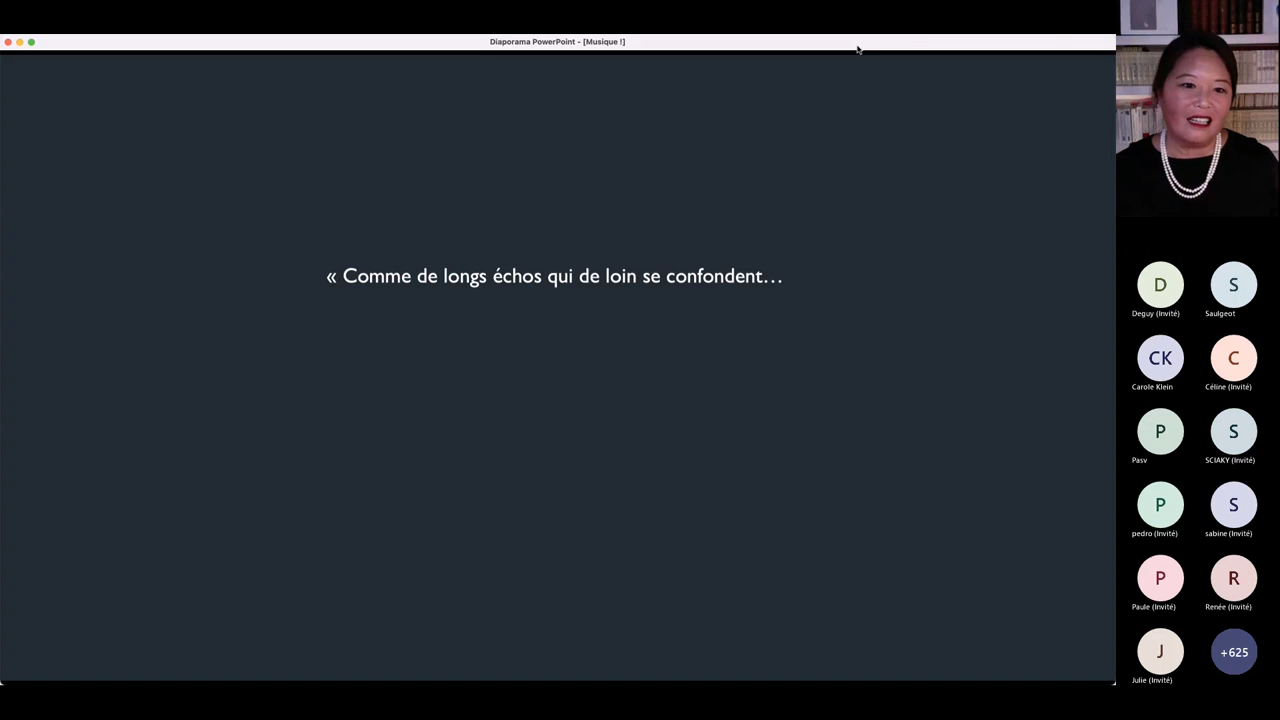 Diaporama PowerPoint - [Musique !]
« Comme de longs échos qui de loin se confondent…
D
S
Deguy (Invité)
Saulgeot
CK
C
Carole Klein
Céline (Invité)
P
S
Pasv
SCIAKY (Invité)
P
S
pedro (Invité)
sabine (Invité)
P
R
Paule (Invité)
Renée (Invité)
J
+625
Julie (Invité)